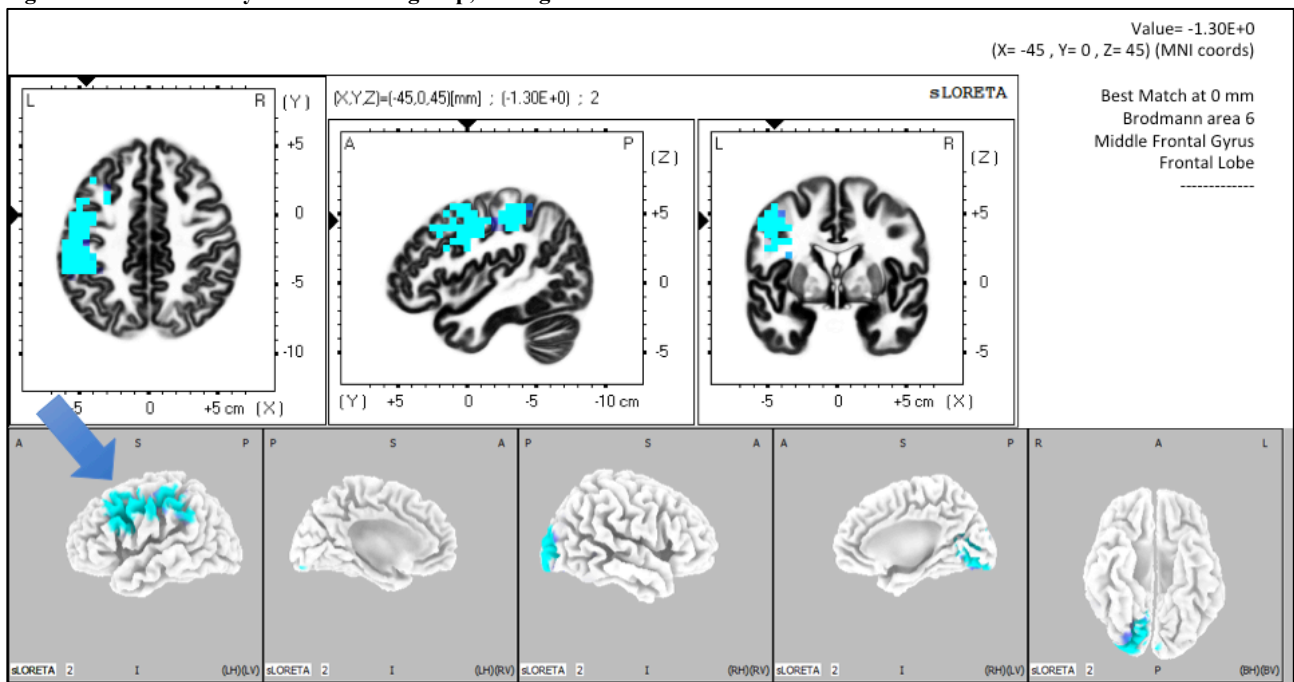 Value= -1.30E+0
(X= -45 , Y= 0 , Z= 45) (MNI coords)
Best Match at 0 mm
Brodmann area 6
Middle Frontal Gyrus
Frontal Lobe
-------------
L R (Y)
+5
0
-5
-10
-5 0 +5 cm (X)
(X,Y,Z)=(-45,0,45)[mm] ; (-1.30E+0) ; 2
sLORETA
A P (Z)
+5
0
-5
(Y) +5 0 -5 -10 cm
L R (Z)
+5
0
-5
-5 0 +5 cm (X)
A S P
sLORETA 2 I (LH)(LV)
P S A
sLORETA 2 I (LH)(RV)
P S A
sLORETA 2 I (RH)(RV)
A S P
sLORETA 2 I (RH)(LV)
R A L
sLORETA 2 P (BH)(BV)